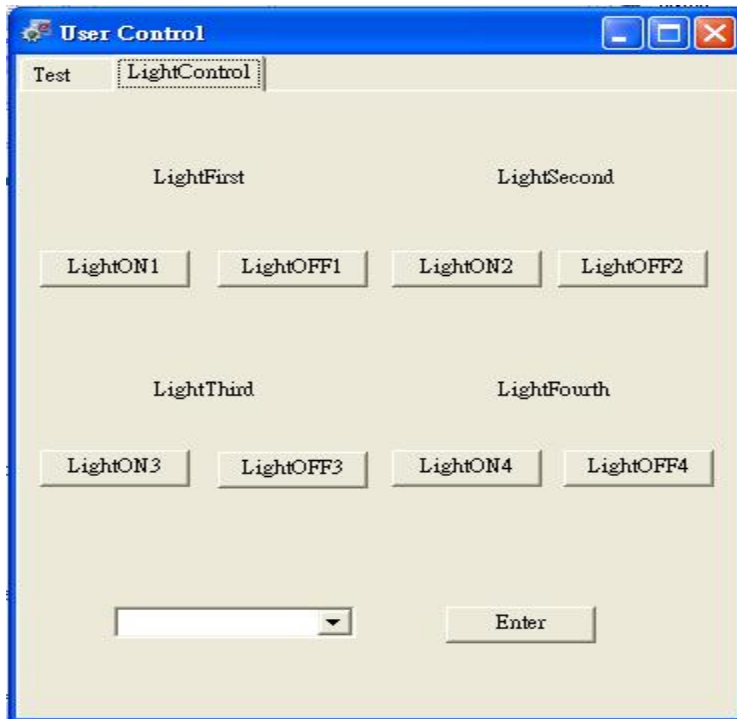 User Control
Test LightControl
LightFirst LightSecond
LightON1 LightOFF1 LightON2 LightOFF2
LightThird LightFourth
LightON3 LightOFF3 LightON4 LightOFF4
Enter